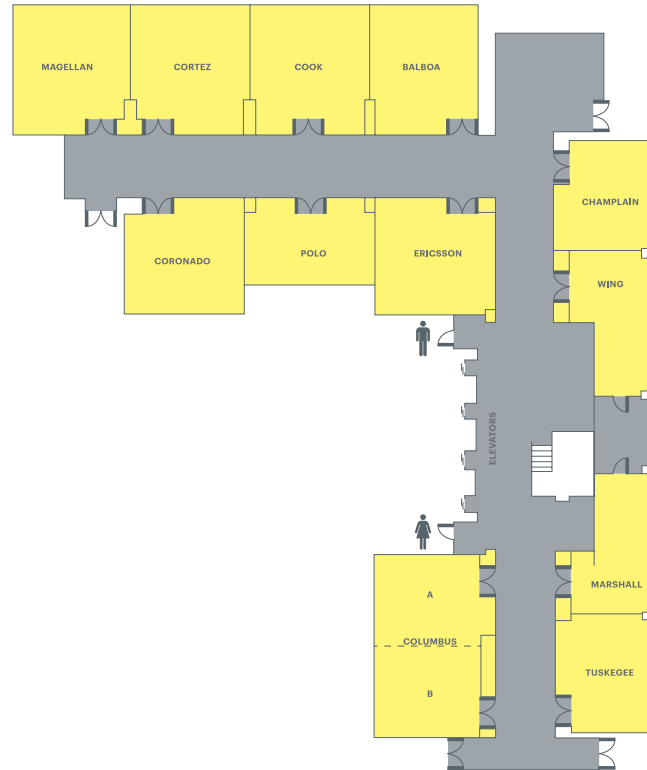 MAGELLAN
CORTEZ
COOK
BALBOA
CHAMPLAIN
CORONADO
POLO
ERICSSON
WING
ELEVATORS
A
COLUMBUS
B
MARSHALL
TUSKEGEE